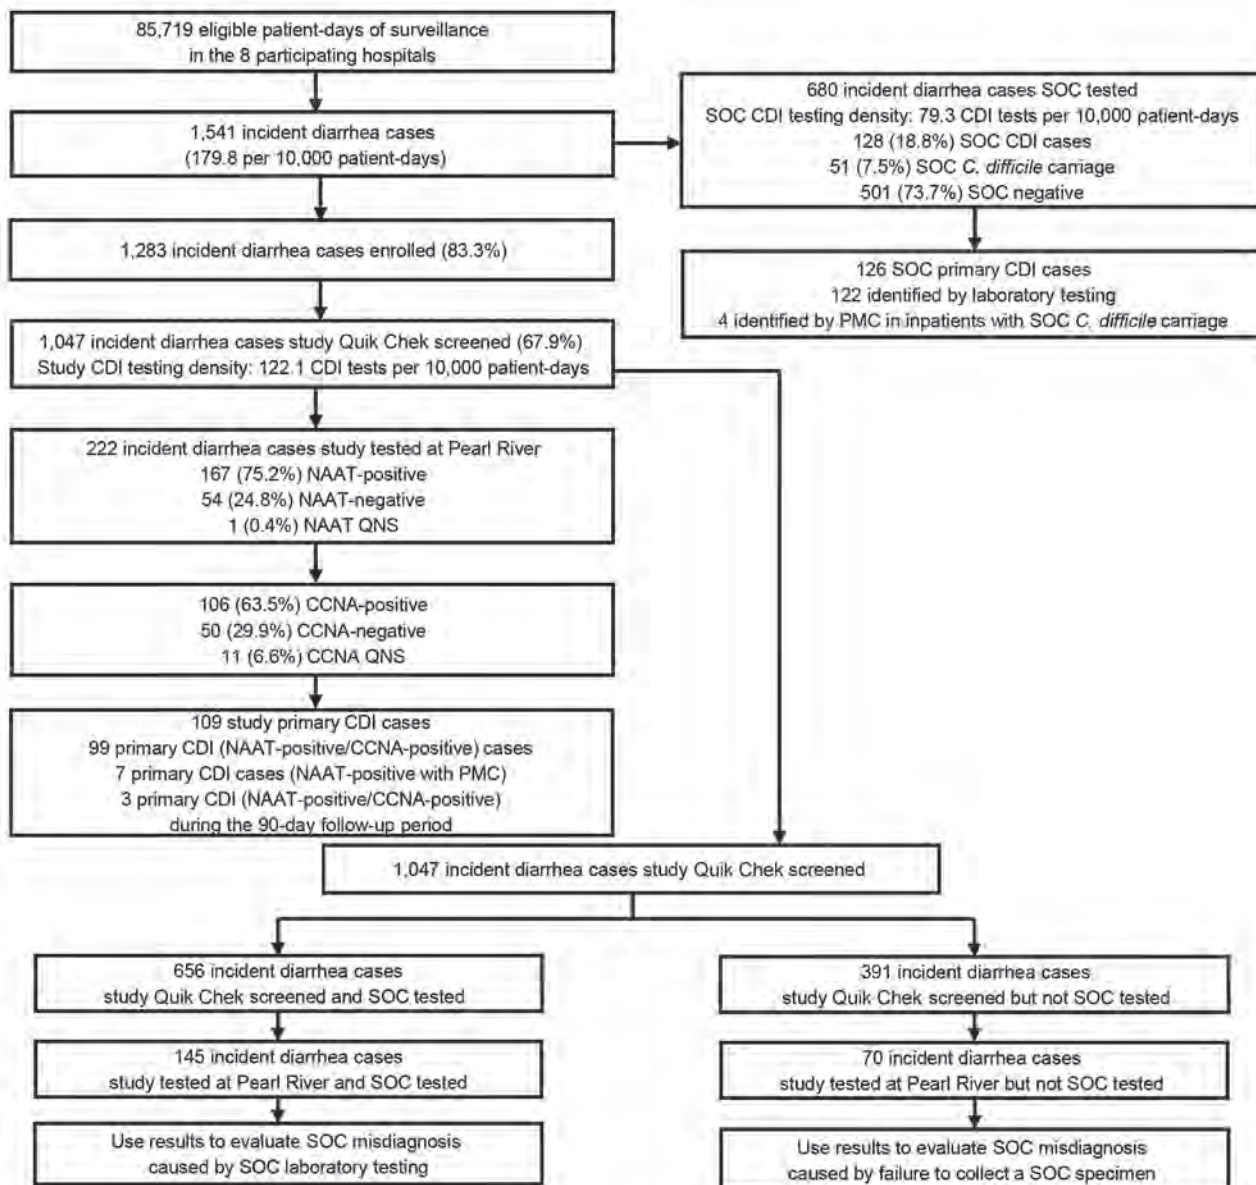 85,719 eligible patient-days of surveillance
in the 8 participating hospitals
1,541 incident diarrhea cases
(179.8 per 10,000 patient-days)
680 incident diarrhea cases SOC tested
SOC CDI testing density: 79.3 CDI tests per 10,000 patient-days
128 (18.8%) SOC CDI cases
51 (7.5%) SOC C. difficile carriage
501 (73.7%) SOC negative
1,283 incident diarrhea cases enrolled (83.3%)
126 SOC primary CDI cases
122 identified by laboratory testing
4 identified by PMC in inpatients with SOC C. difficile carriage
1,047 incident diarrhea cases study Quik Chek screened (67.9%)
Study CDI testing density: 122.1 CDI tests per 10,000 patient-days
222 incident diarrhea cases study tested at Pearl River
167 (75.2%) NAAT-positive
54 (24.8%) NAAT-negative
1 (0.4%) NAAT QNS
106 (63.5%) CCNA-positive
50 (29.9%) CCNA-negative
11 (6.6%) CCNA QNS
109 study primary CDI cases
99 primary CDI (NAAT-positive/CCNA-positive) cases
7 primary CDI cases (NAAT-positive with PMC)
3 primary CDI (NAAT-positive/CCNA-positive)
during the 90-day follow-up period
1,047 incident diarrhea cases study Quik Chek screened
656 incident diarrhea cases
study Quik Chek screened and SOC tested
391 incident diarrhea cases
study Quik Chek screened but not SOC tested
145 incident diarrhea cases
study tested at Pearl River and SOC tested
70 incident diarrhea cases
study tested at Pearl River but not SOC tested
Use results to evaluate SOC misdiagnosis
caused by SOC laboratory testing
Use results to evaluate SOC misdiagnosis
caused by failure to collect a SOC specimen